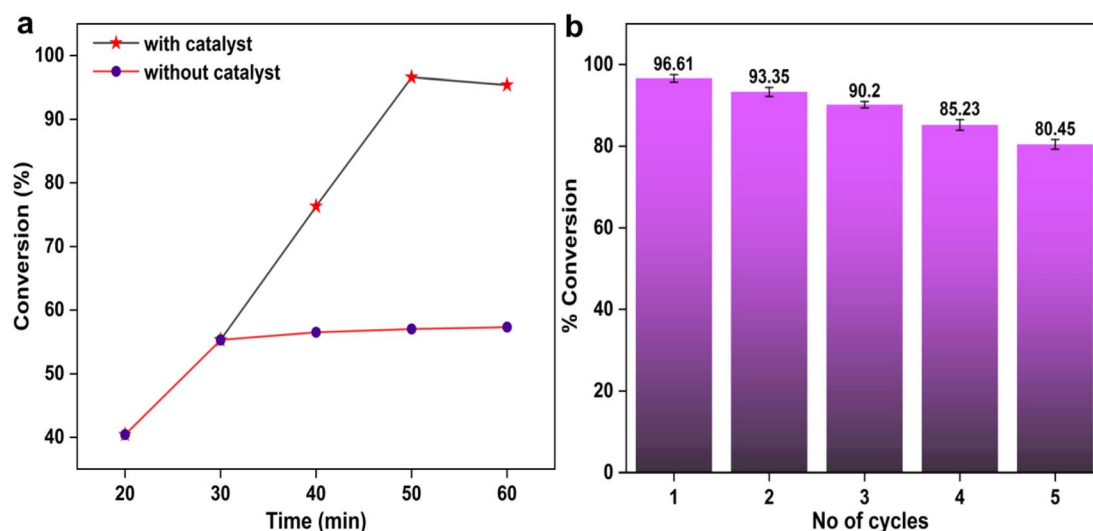 a
with catalyst
without catalyst
100
90
80
70
60
50
40
Conversion (%)
20 30 40 50 60
Time (min)
b
100
80
60
40
20
0
% Conversion
96.61 93.35 90.2 85.23 80.45
1 2 3 4 5
No of cycles